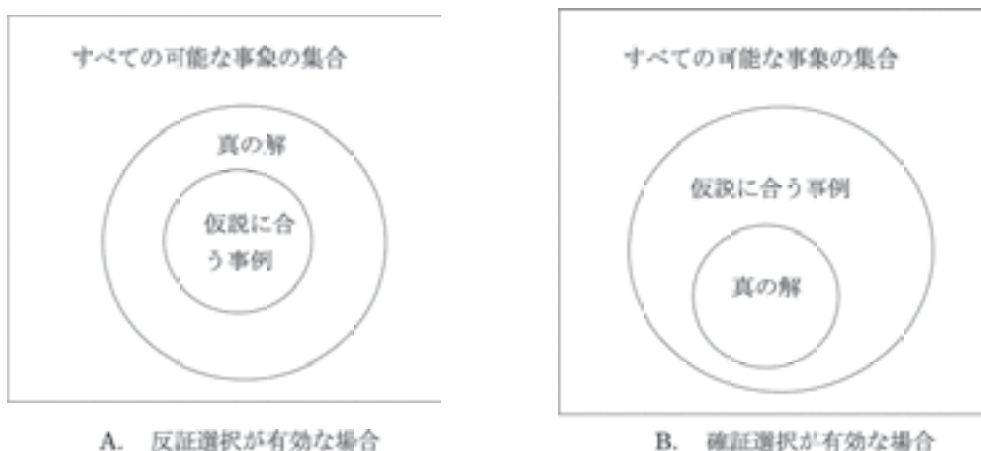 すべての可能な事象の集合
真の解
仮説に合
う事例
A. 反証選択が有効な場合
すべての可能な事象の集合
仮説に合う事例
真の解
B. 確証選択が有効な場合